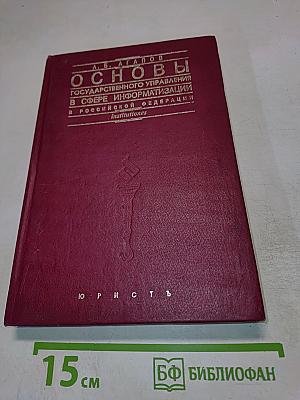 А. Б. АГАПОВ
ОСНОВЫ
ГОСУДАРСТВЕННОГО УПРАВЛЕНИЯ
В СФЕРЕ ИНФОРМАТИЗАЦИИ
В РОССИЙСКОЙ ФЕДЕРАЦИИ
Institutiones
ЮРИСТЪ
15 см
БФ БИБЛИОФАН